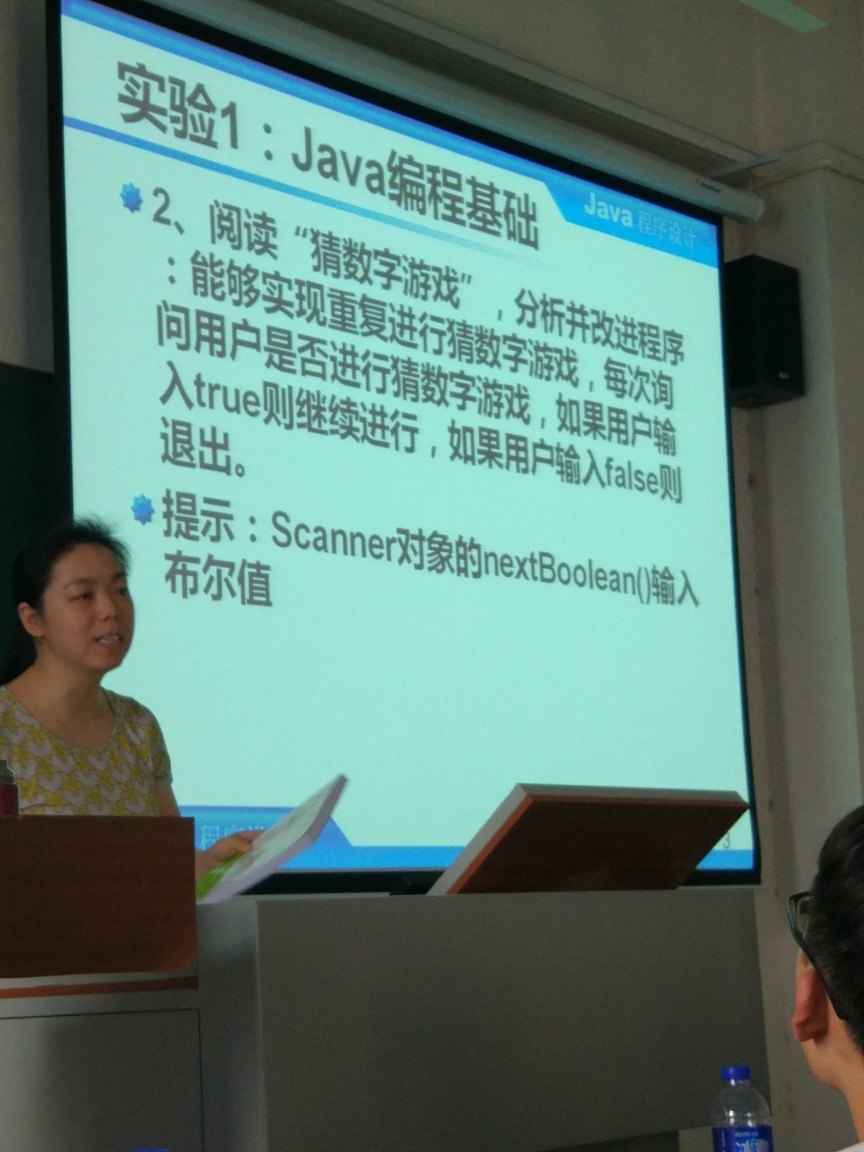 实验1：Java编程基础
Java 程序设计
2、阅读“猜数字游戏”，分析并改进程序
：能够实现重复进行猜数字游戏，每次询
问用户是否进行猜数字游戏，如果用户输
入true则继续进行，如果用户输入false则
退出。
提示：Scanner对象的nextBoolean()输入
布尔值
程序设
3